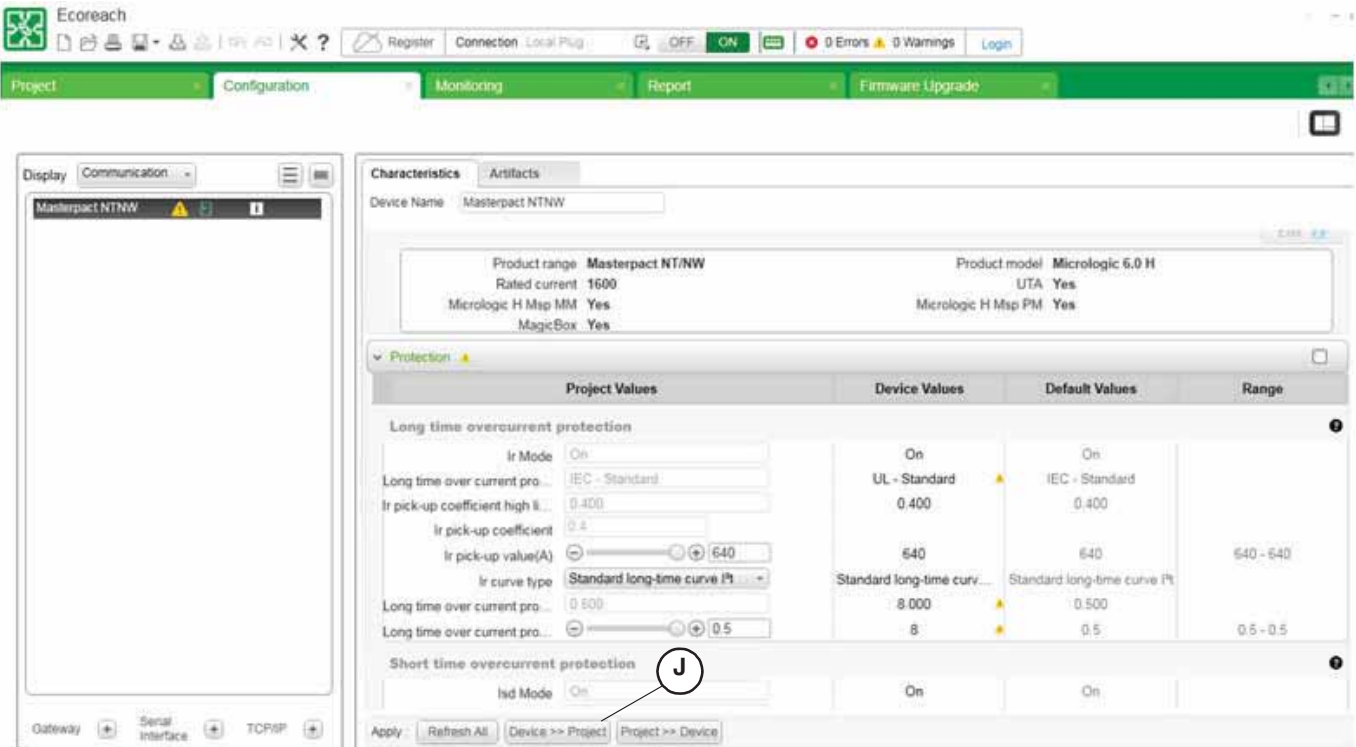 Ecoreach
Register Connection Local Plug OFF ON 0 Errors 0 Warnings Login
Project Configuration Monitoring Report Firmware Upgrade
Display Communication
Masterpact NTNW
Characteristics Artifacts
Device Name Masterpact NTNW
Product range Masterpact NT/NW Product model Micrologic 6.0 H
Rated current 1600 UTA Yes
Micrologic H Msp MM Yes Micrologic H Msp PM Yes
MagicBox Yes
Protection
Project Values Device Values Default Values Range
Long time overcurrent protection
Ir Mode On On On
Long time over current pro... IEC - Standard UL - Standard IEC - Standard
Ir pick-up coefficient high li... 0.400 0.400 0.400
Ir pick-up coefficient 0.4
Ir pick-up value(A) 640 640 640 640 - 640
Ir curve type Standard long-time curve I²t Standard long-time curv... Standard long-time curve I²t
Long time over current pro... 0.500 8.000 0.500
Long time over current pro... 0.5 8 0.5 0.5 - 0.5
Short time overcurrent protection
J
Isd Mode On On On
Gateway Serial Interface TCP/IP
Apply : Refresh All Device >> Project Project >> Device